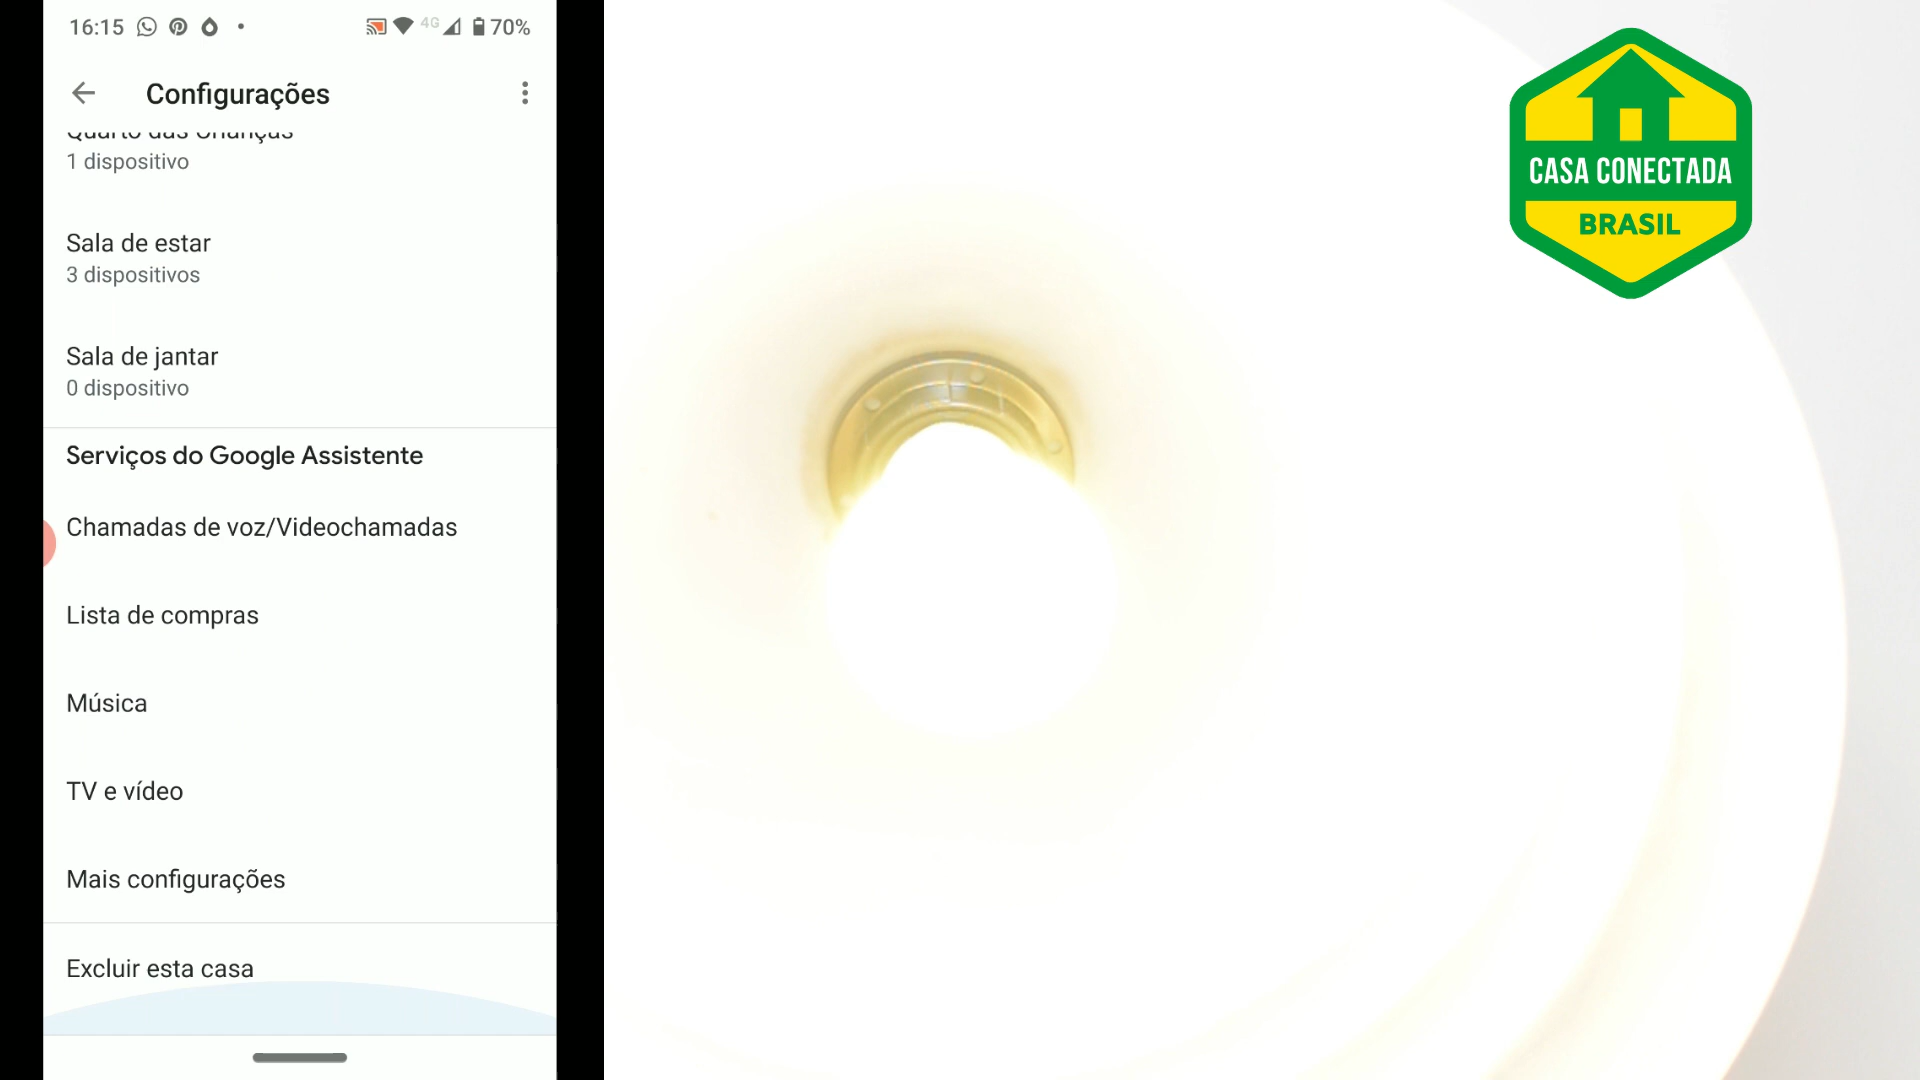 16:15
4G
70%
Configurações
Quarto das Crianças
1 dispositivo
Sala de estar
3 dispositivos
Sala de jantar
0 dispositivo
Serviços do Google Assistente
Chamadas de voz/Videochamadas
Lista de compras
Música
TV e vídeo
Mais configurações
Excluir esta casa
CASA CONECTADA
BRASIL